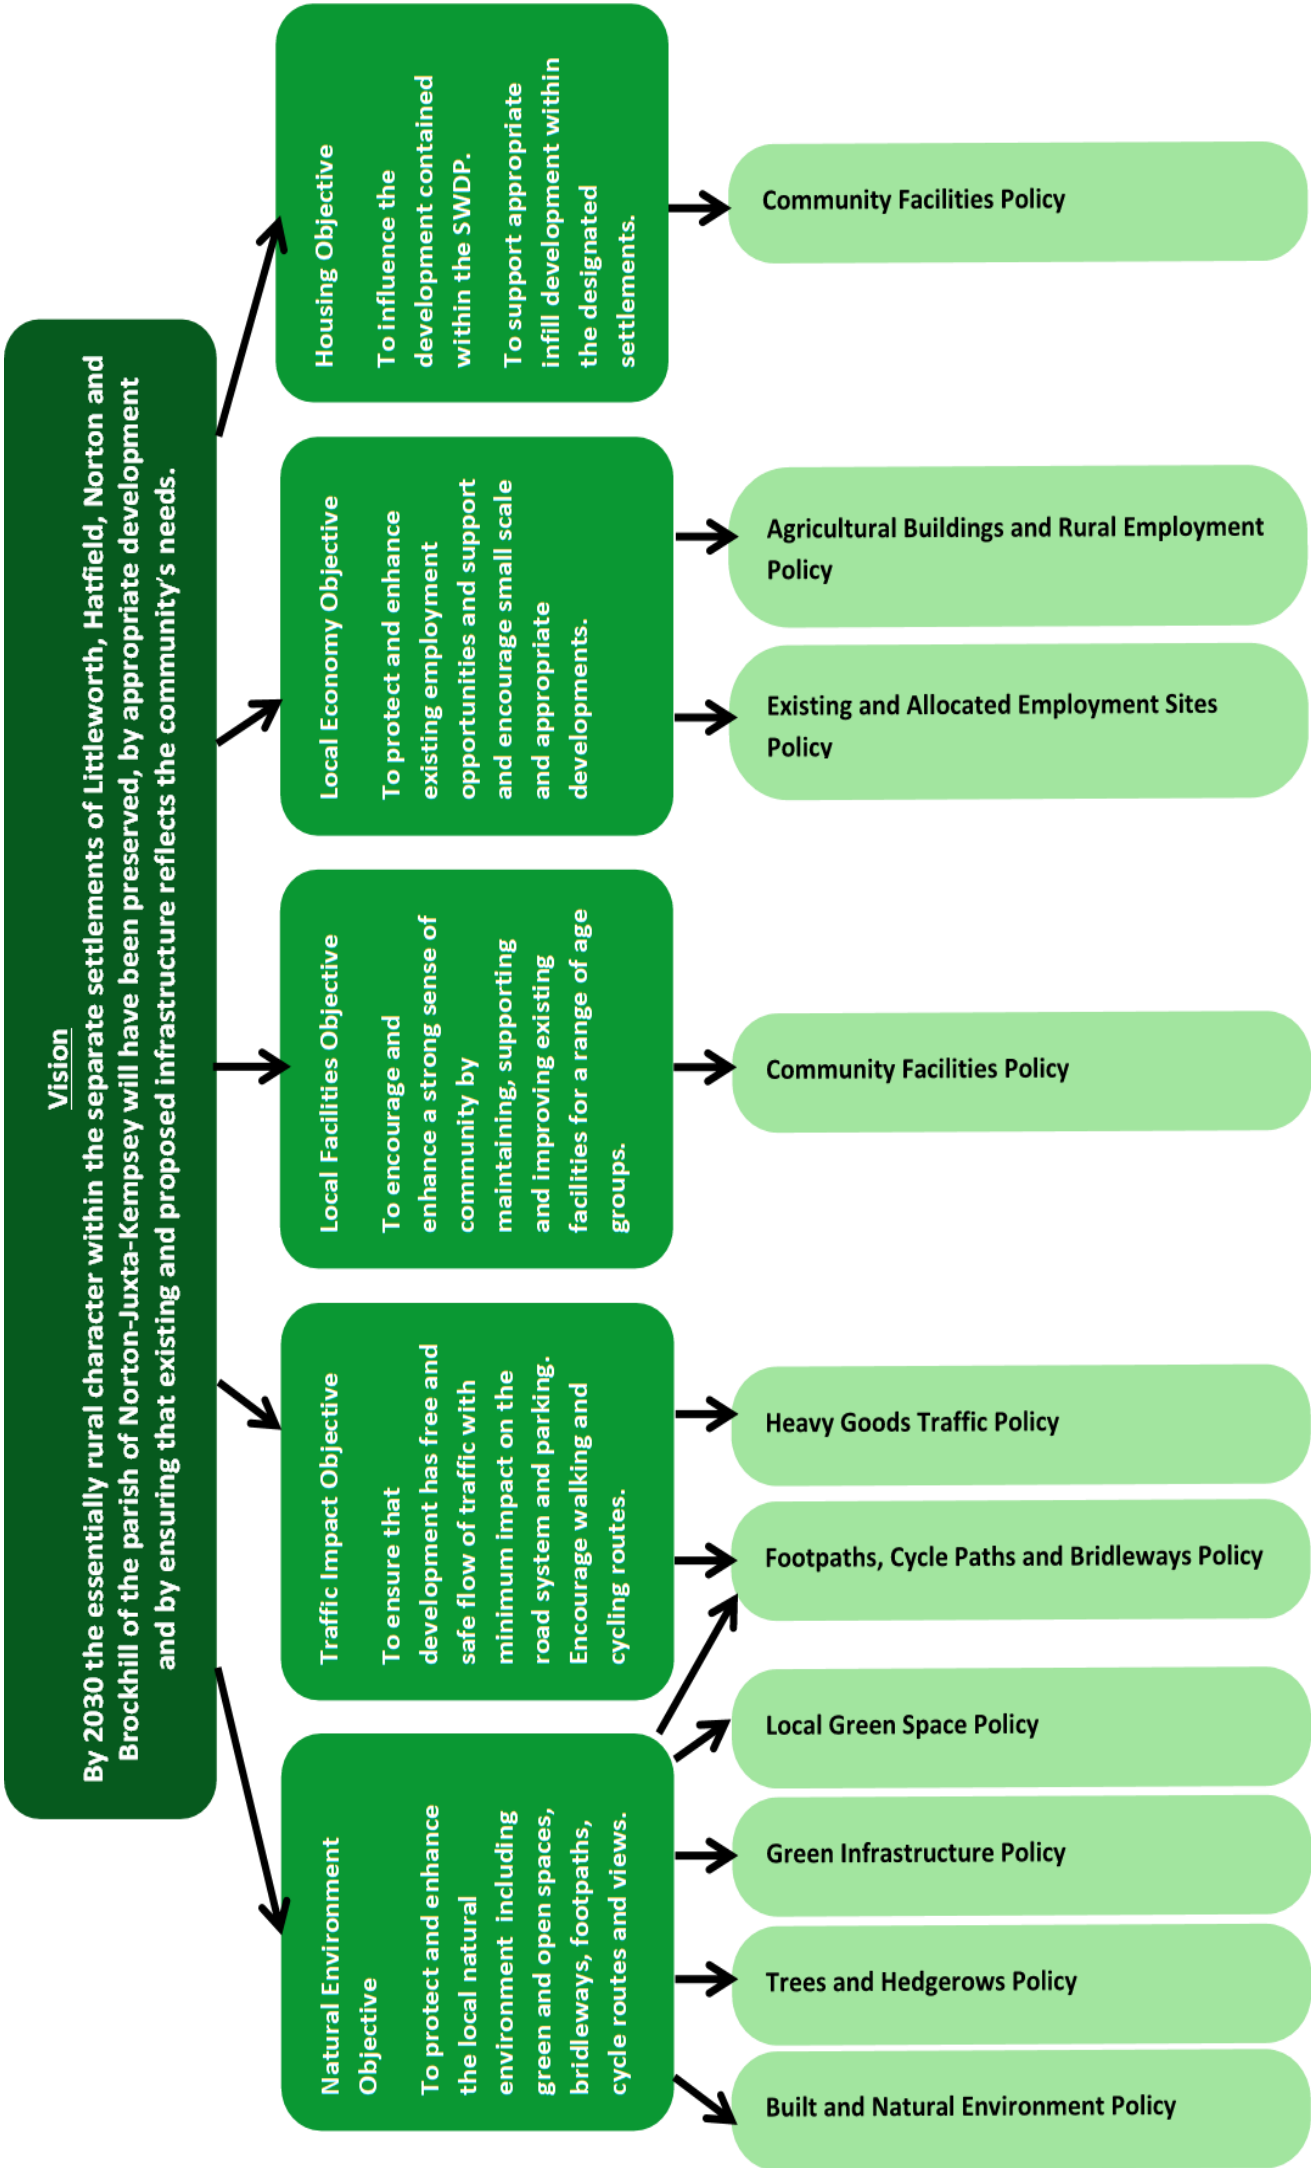 Vision
By 2030 the essentially rural character within the separate settlements of Littleworth, Hatfield, Norton and
Brockhill of the parish of Norton-Juxta-Kempsey will have been preserved, by appropriate development
and by ensuring that existing and proposed infrastructure reflects the community's needs.
Natural Environment
Objective
To protect and enhance
the local natural
environment including
green and open spaces,
bridleways, footpaths,
cycle routes and views.
Traffic Impact Objective
To ensure that
development has free and
safe flow of traffic with
minimum impact on the
road system and parking.
Encourage walking and
cycling routes.
Local Facilities Objective
To encourage and
enhance a strong sense of
community by
maintaining, supporting
and improving existing
facilities for a range of age
groups.
Local Economy Objective
To protect and enhance
existing employment
opportunities and support
and encourage small scale
and appropriate
developments.
Housing Objective
To influence the
development contained
within the SWDP.
To support appropriate
infill development within
the designated
settlements.
Built and Natural Environment Policy
Trees and Hedgerows Policy
Green Infrastructure Policy
Local Green Space Policy
Footpaths, Cycle Paths and Bridleways Policy
Heavy Goods Traffic Policy
Community Facilities Policy
Existing and Allocated Employment Sites
Policy
Agricultural Buildings and Rural Employment
Policy
Community Facilities Policy